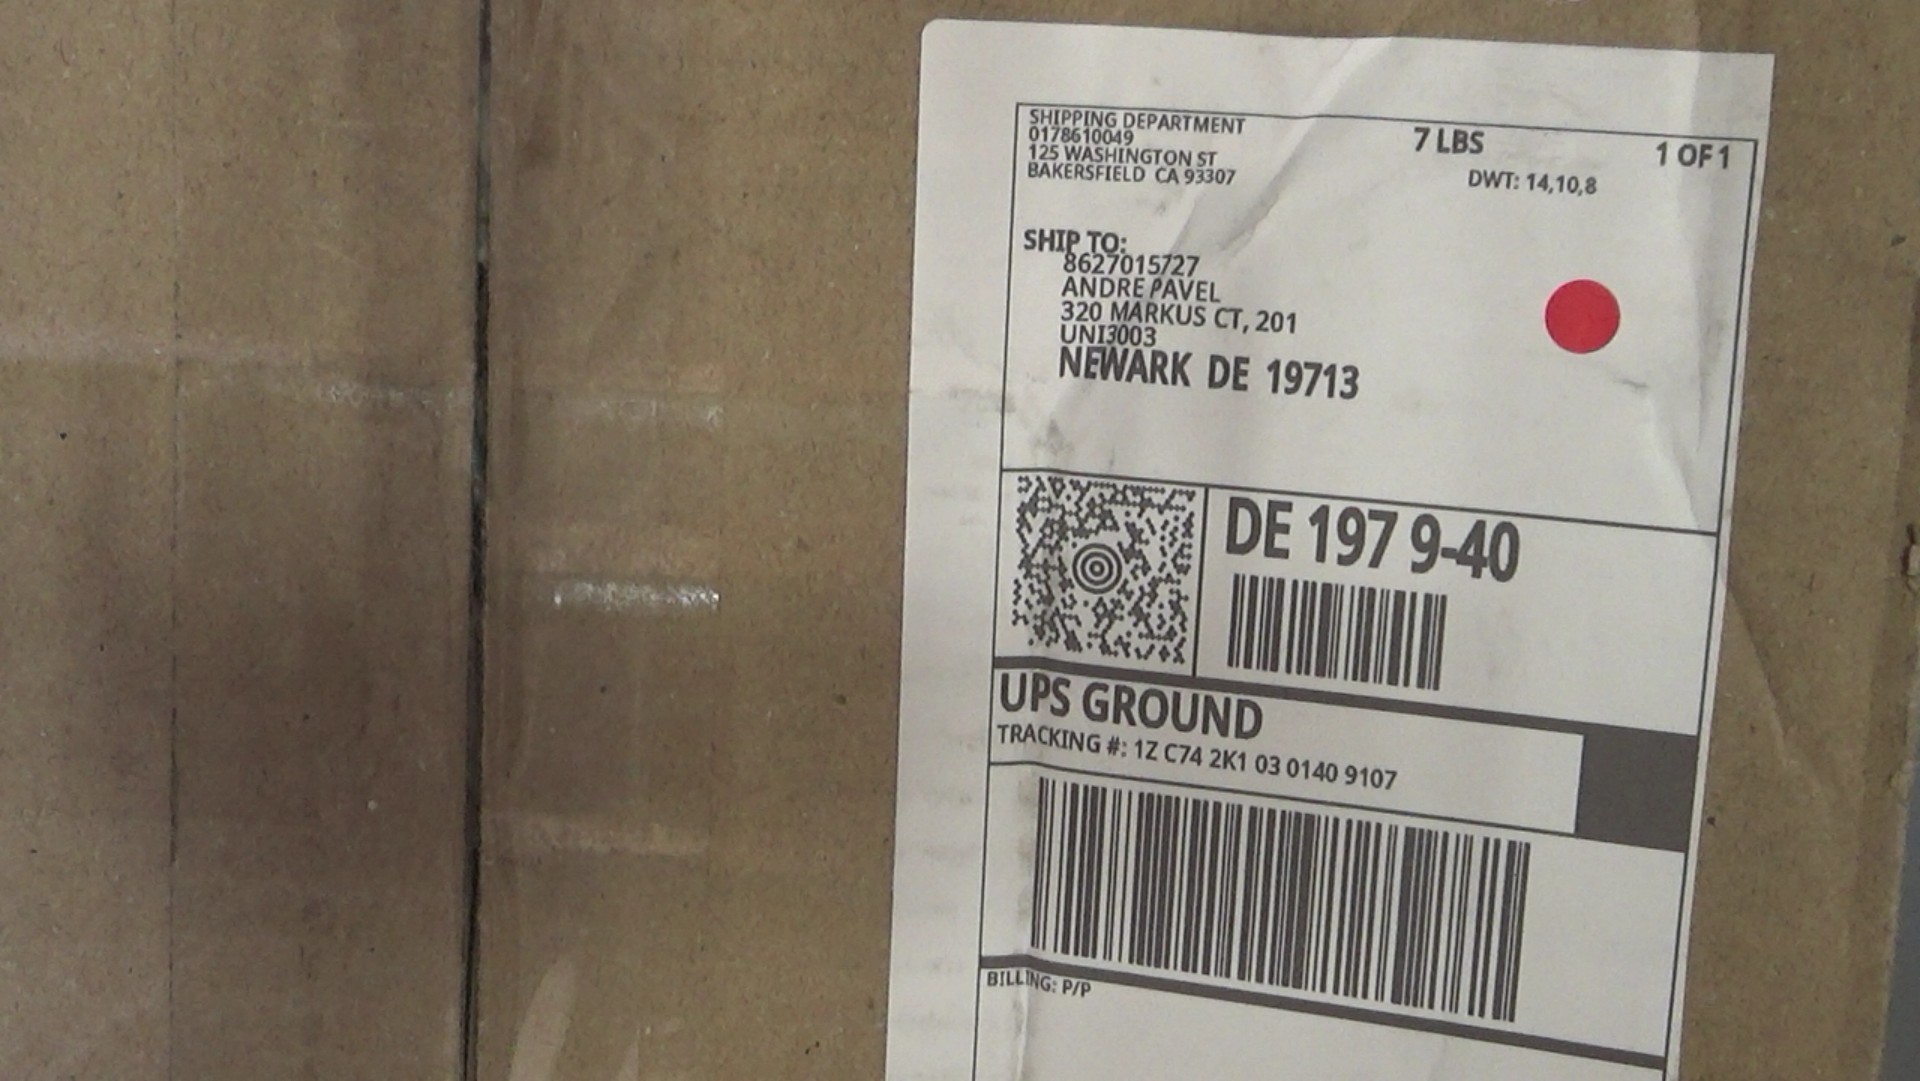 SHIPPING DEPARTMENT
0178610049
125 WASHINGTON ST
BAKERSFIELD CA 93307
7 LBS
1 OF 1
DWT: 14,10,8
SHIP TO:
8627015727
ANDRE PAVEL
320 MARKUS CT, 201
UNI3003
NEWARK DE 19713
DE 197 9-40
UPS GROUND
TRACKING #: 1Z C74 2K1 03 0140 9107
BILLING: P/P